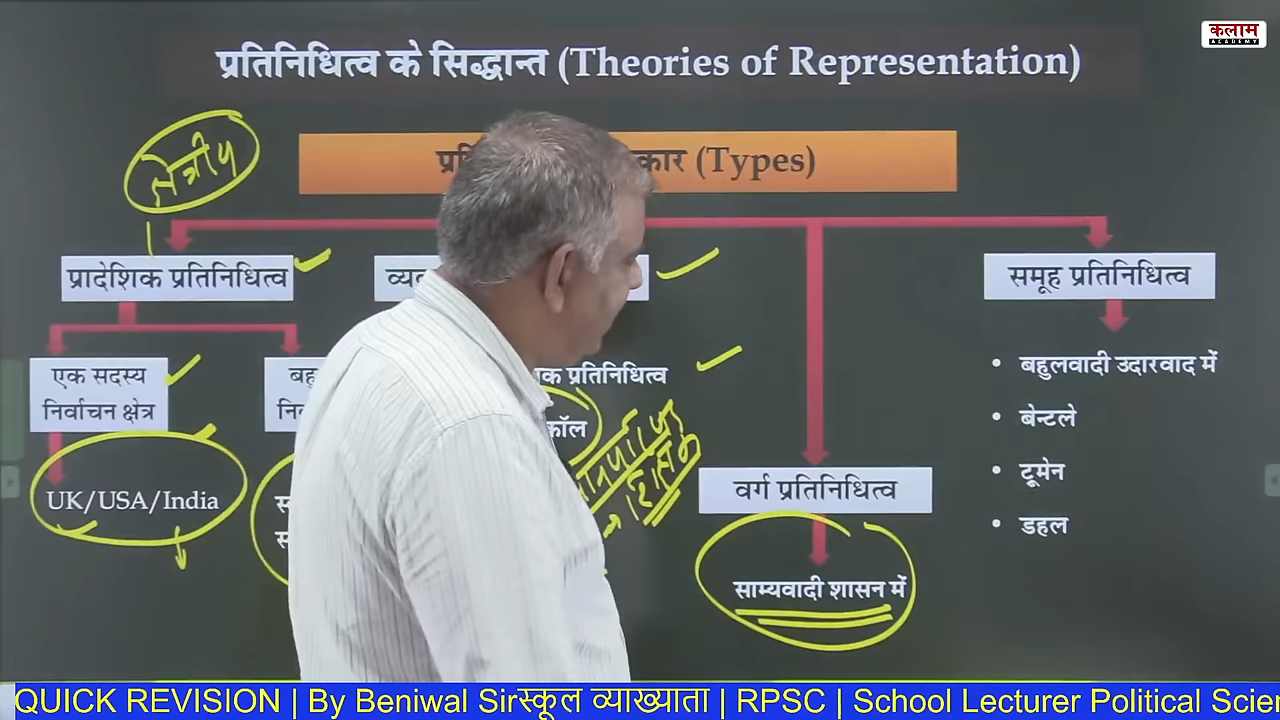 कलाम
ACADEMY
प्रतिनिधित्व के सिद्धान्त (Theories of Representation)
(Types)
क्षेत्रीय
प्रादेशिक प्रतिनिधित्व
समूह प्रतिनिधित्व
एक सदस्य
निर्वाचन क्षेत्र
UK/USA/India
प्रतिनिधित्व
वर्ग प्रतिनिधित्व
साम्यवादी शासन में
• बहुलवादी उदारवाद में
• बेन्टले
• टूमेन
• डहल
QUICK REVISION | By Beniwal Sirस्कूल व्याख्याता | RPSC | School Lecturer Political